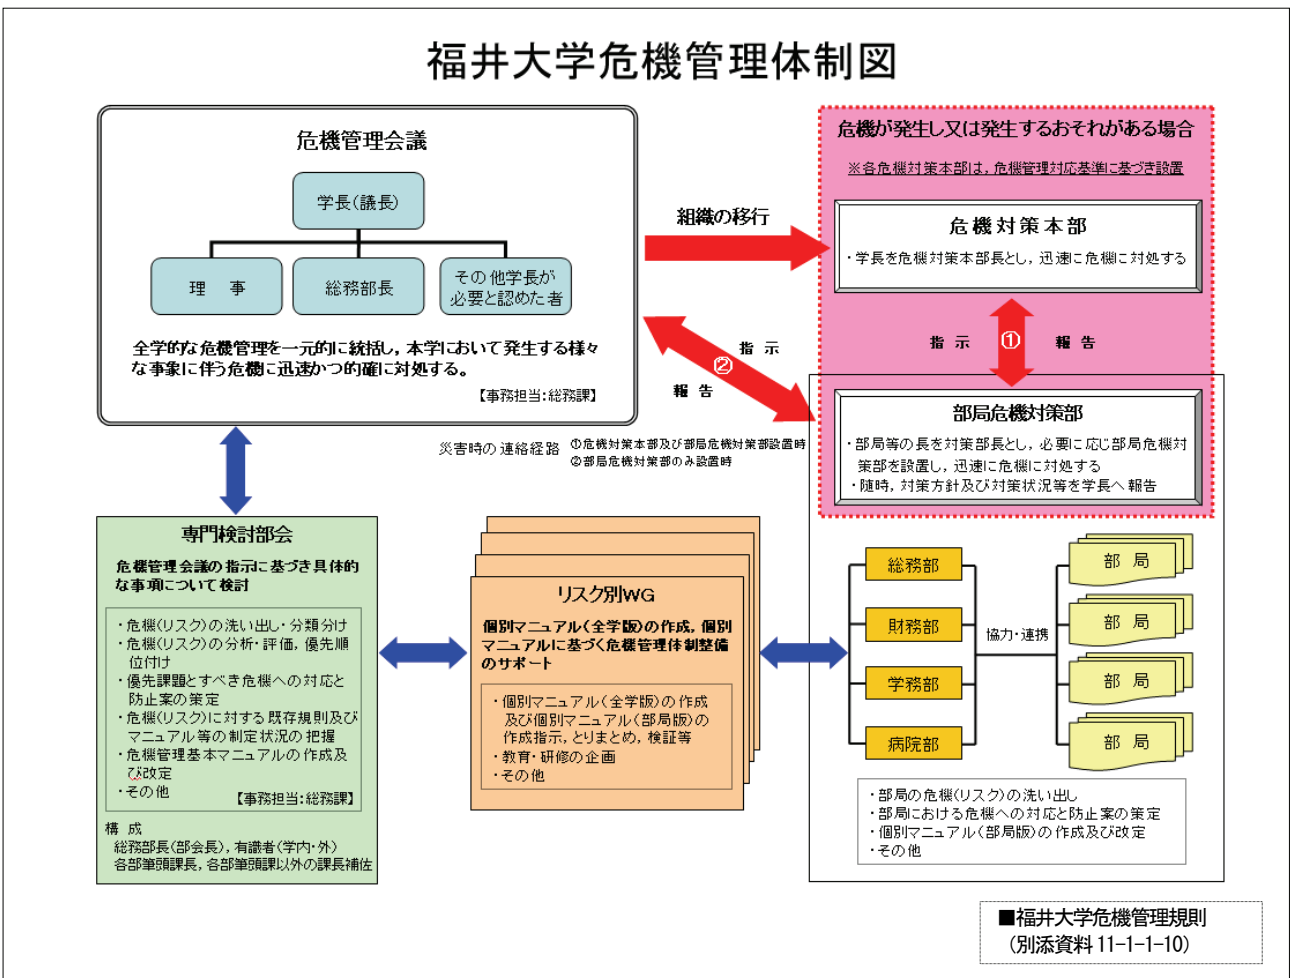 福井大学危機管理体制図
危機管理会議
学長(議長)
理　事
総務部長
その他学長が
必要と認めた者
全学的な危機管理を一元的に統括し,本学において発生する様々
な事象に伴う危機に迅速かつ的確に対処する。
【事務担当:総務課】
組織の移行
危機が発生し又は発生するおそれがある場合
※各危機対策本部は,危機管理対応基準に基づき設置
危機対策本部
・学長を危機対策本部長とし,迅速に危機に対処する
指 示
①
報 告
指 示
②
報 告
部局危機対策部
・部局等の長を対策部長とし,必要に応じ部局危機対
策部を設置し,迅速に危機に対処する
・随時,対策方針及び対策状況等を学長へ報告
災害時の連絡経路
①危機対策本部及び部局危機対策部設置時
②部局危機対策部のみ設置時
専門検討部会
危機管理会議の指示に基づき具体的
な事項について検討
・危機(リスク)の洗い出し・分類分け
・危機(リスク)の分析・評価,優先順
位付け
・優先課題とすべき危機への対応と
防止案の策定
・危機(リスク)に対する既存規則及び
マニュアル等の制定状況の把握
・危機管理基本マニュアルの作成及
び改定
・その他
【事務担当:総務課】
構 成
総務部長(部会長),有識者(学内・外)
各部筆頭課長,各部筆頭課以外の課長補佐
リスク別WG
個別マニュアル(全学版)の作成,個別
マニュアルに基づく危機管理体制整備
のサポート
・個別マニュアル(全学版)の作成
及び個別マニュアル(部局版)の
作成指示,とりまとめ,検証等
・教育・研修の企画
・その他
総務部
財務部
学務部
病院部
協力・連携
部 局
部 局
部 局
部 局
・部局の危機(リスク)の洗い出し
・部局における危機への対応と防止案の策定
・個別マニュアル(部局版)の作成及び改定
・その他
■福井大学危機管理規則
(別添資料11-1-1-10)